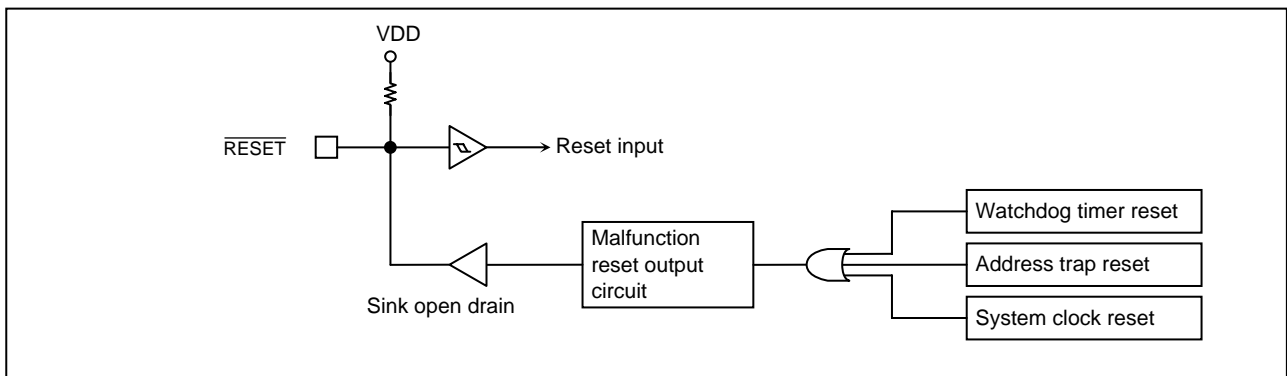 VDD
RESET
Reset input
Watchdog timer reset
Malfunction
reset output
circuit
Address trap reset
Sink open drain
System clock reset